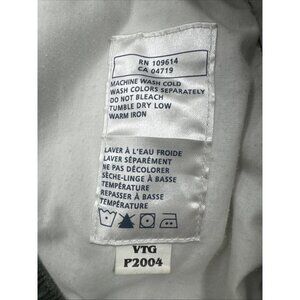 RN 109614
CA 04719
MACHINE WASH COLD
WASH COLORS SEPARATELY
DO NOT BLEACH
TUMBLE DRY LOW
WARM IRON
LAVER À L'EAU FROIDE
LAVER SÉPARÉMENT
NE PAS DÉCOLORER
SÈCHE-LINGE À BASSE
TEMPÉRATURE
REPASSER À BASSE
TEMPÉRATURE
VTG
P2004